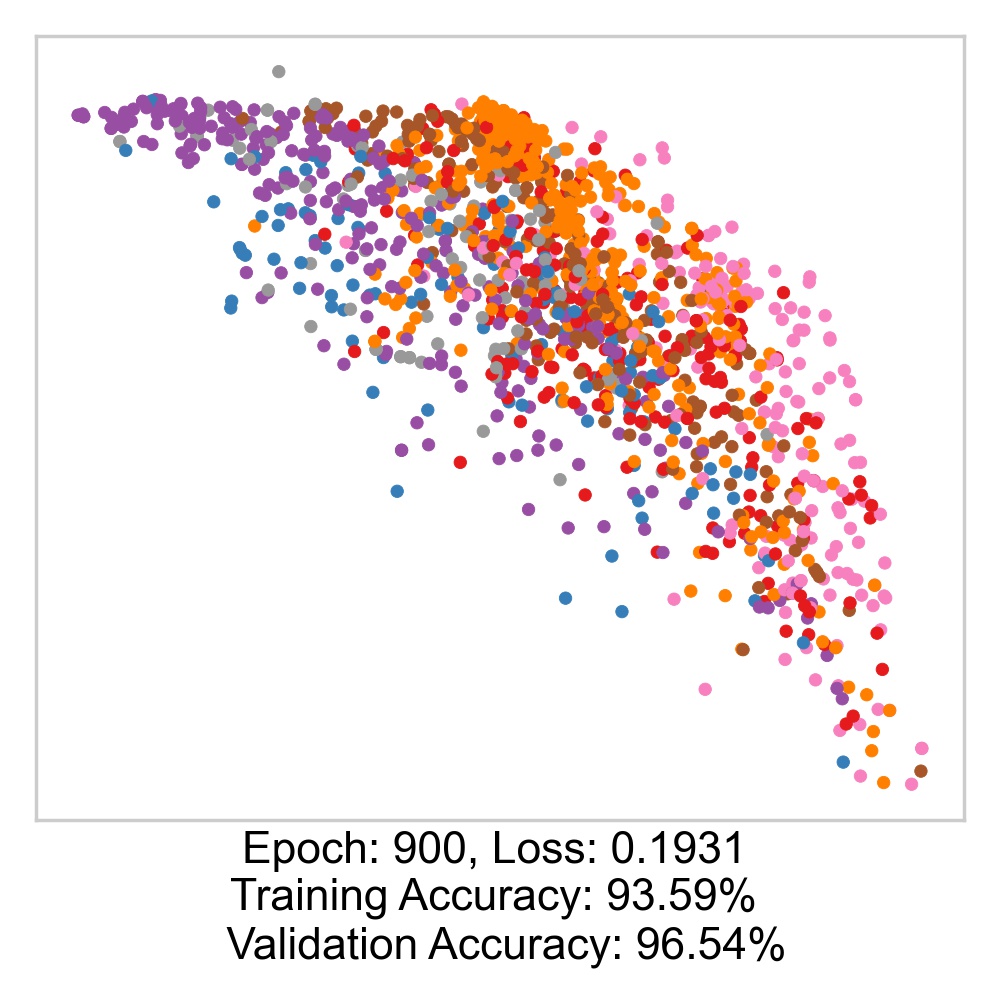 Epoch: 900, Loss: 0.1931
Training Accuracy: 93.59%
Validation Accuracy: 96.54%